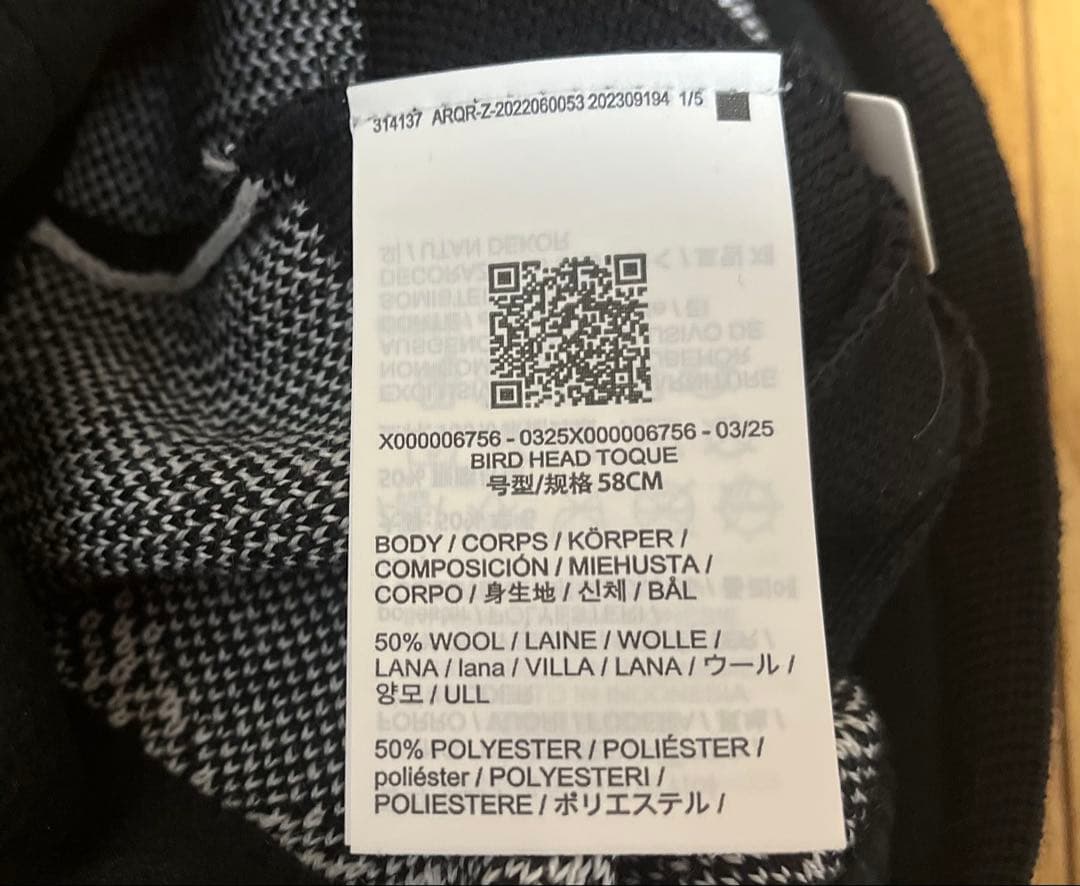 314137 ARQR-Z-2022060053 202309194 1/5
X000006756 - 0325X000006756 - 03/25
BIRD HEAD TOQUE
号型/规格 58CM
BODY / CORPS / KÖRPER /
COMPOSICIÓN / MIEHUSTA /
CORPO / 身生地 / 신체 / BÅL
50% WOOL / LAINE / WOLLE /
LANA / lana / VILLA / LANA / ウール /
양모 / ULL
50% POLYESTER / POLIÉSTER /
poliéster / POLYESTERI /
POLIESTERE / ポリエステル /